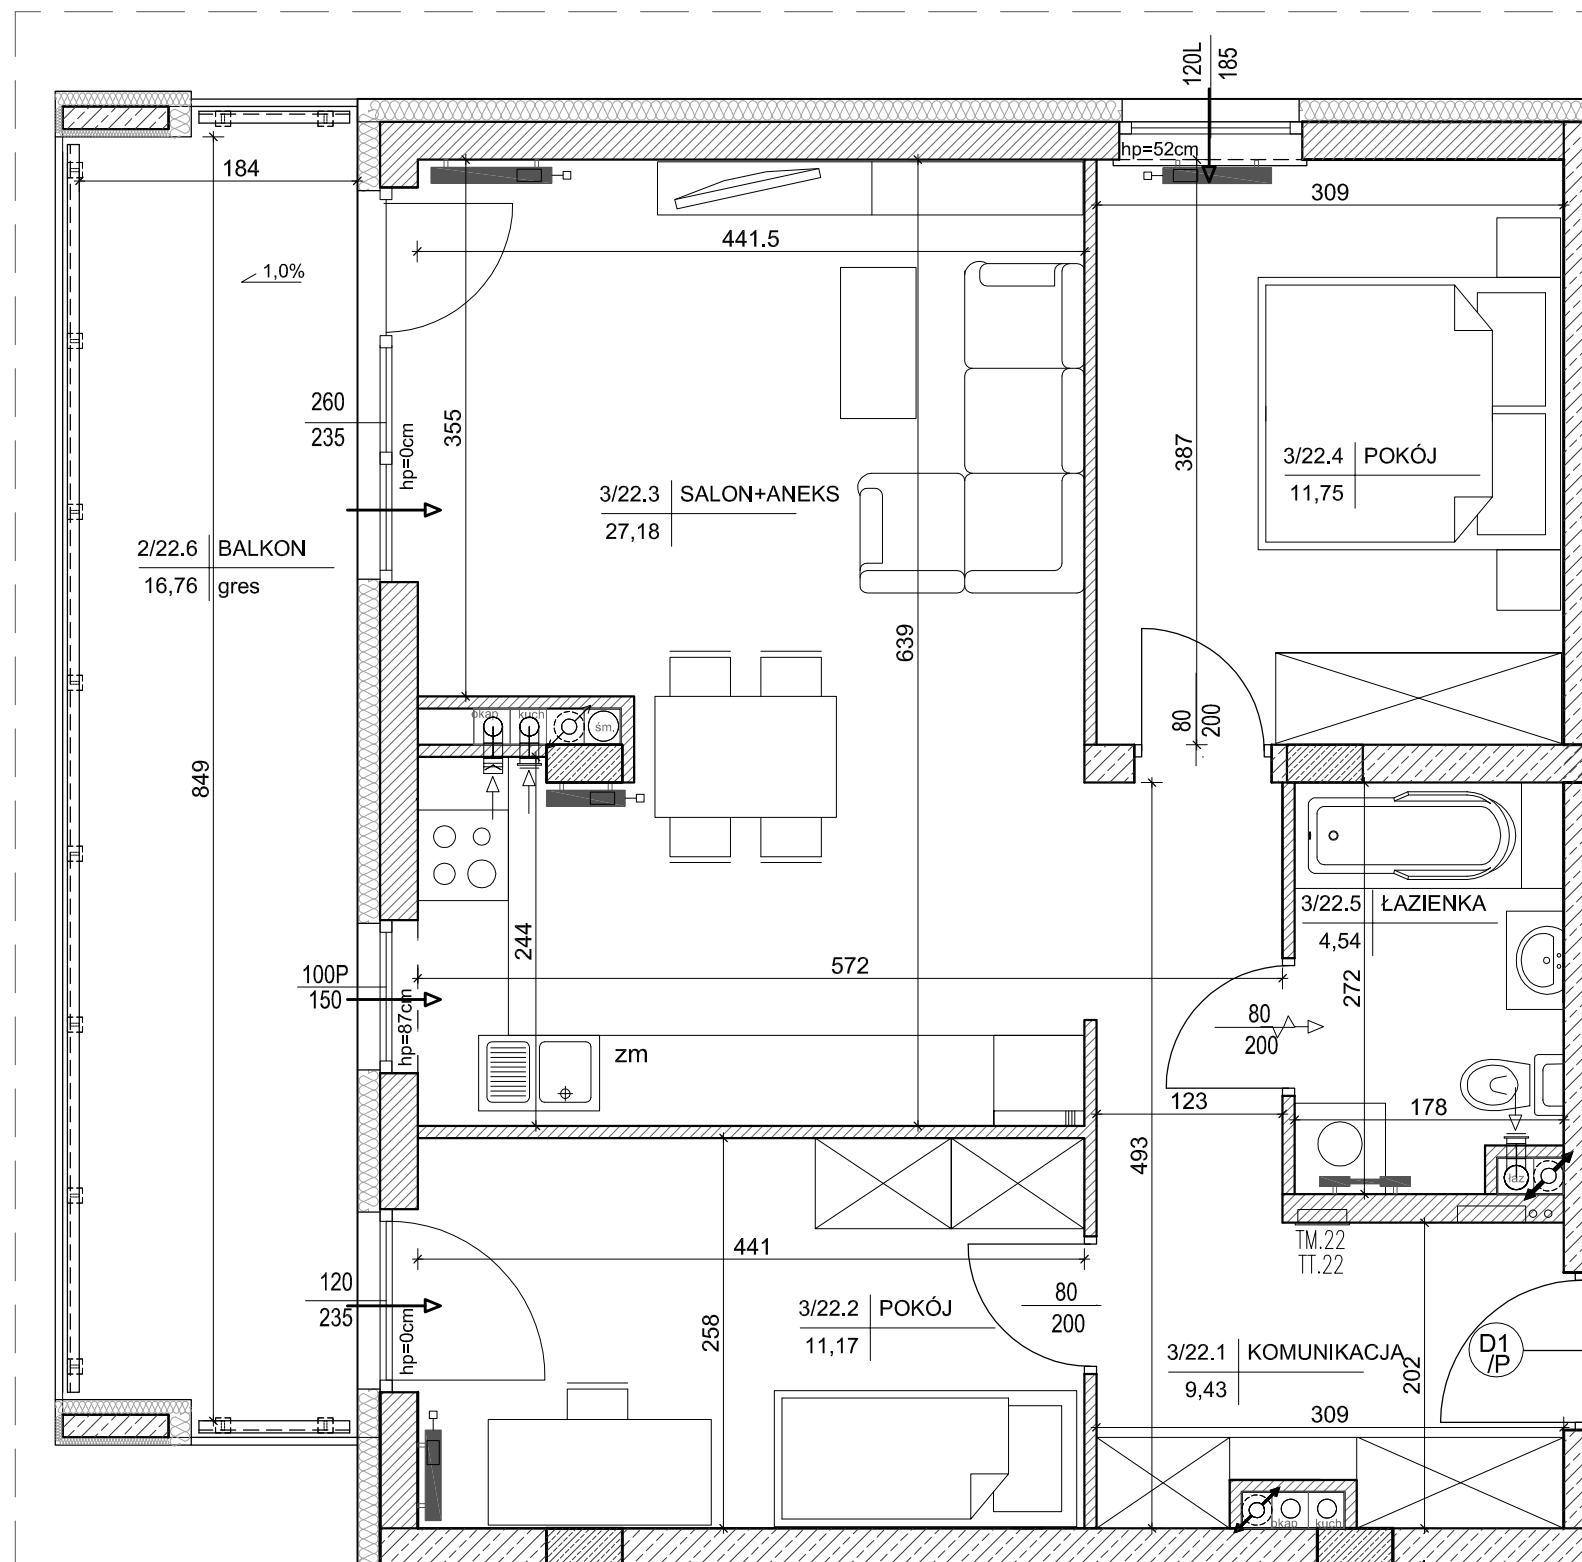 120L
185
hp=52cm
184
309
441.5
1,0%
260
235
hp=0cm
355
387
3/22.4 POKÓJ
11,75
3/22.3 SALON+ANEKS
27,18
2/22.6 BALKON
16,76 gres
639
80
200
okap
kuch
śm.
849
3/22.5 ŁAZIENKA
4,54
244
572
272
100P
150
hp=87cm
80
200
zm
123
178
493
łaz
TM.22
TT.22
441
120
235
hp=0cm
258
3/22.2 POKÓJ
11,17
80
200
3/22.1 KOMUNIKACJA
9,43
202
D1
/P
309
okap
kuch